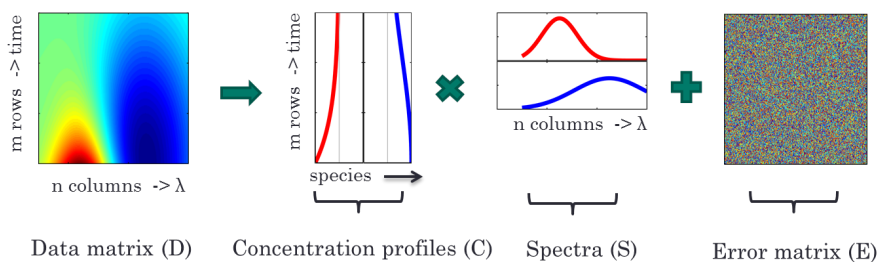 m rows -> time
n columns -> λ
m rows -> time
species
n columns -> λ
Data matrix (D)
Concentration profiles (C)
Spectra (S)
Error matrix (E)